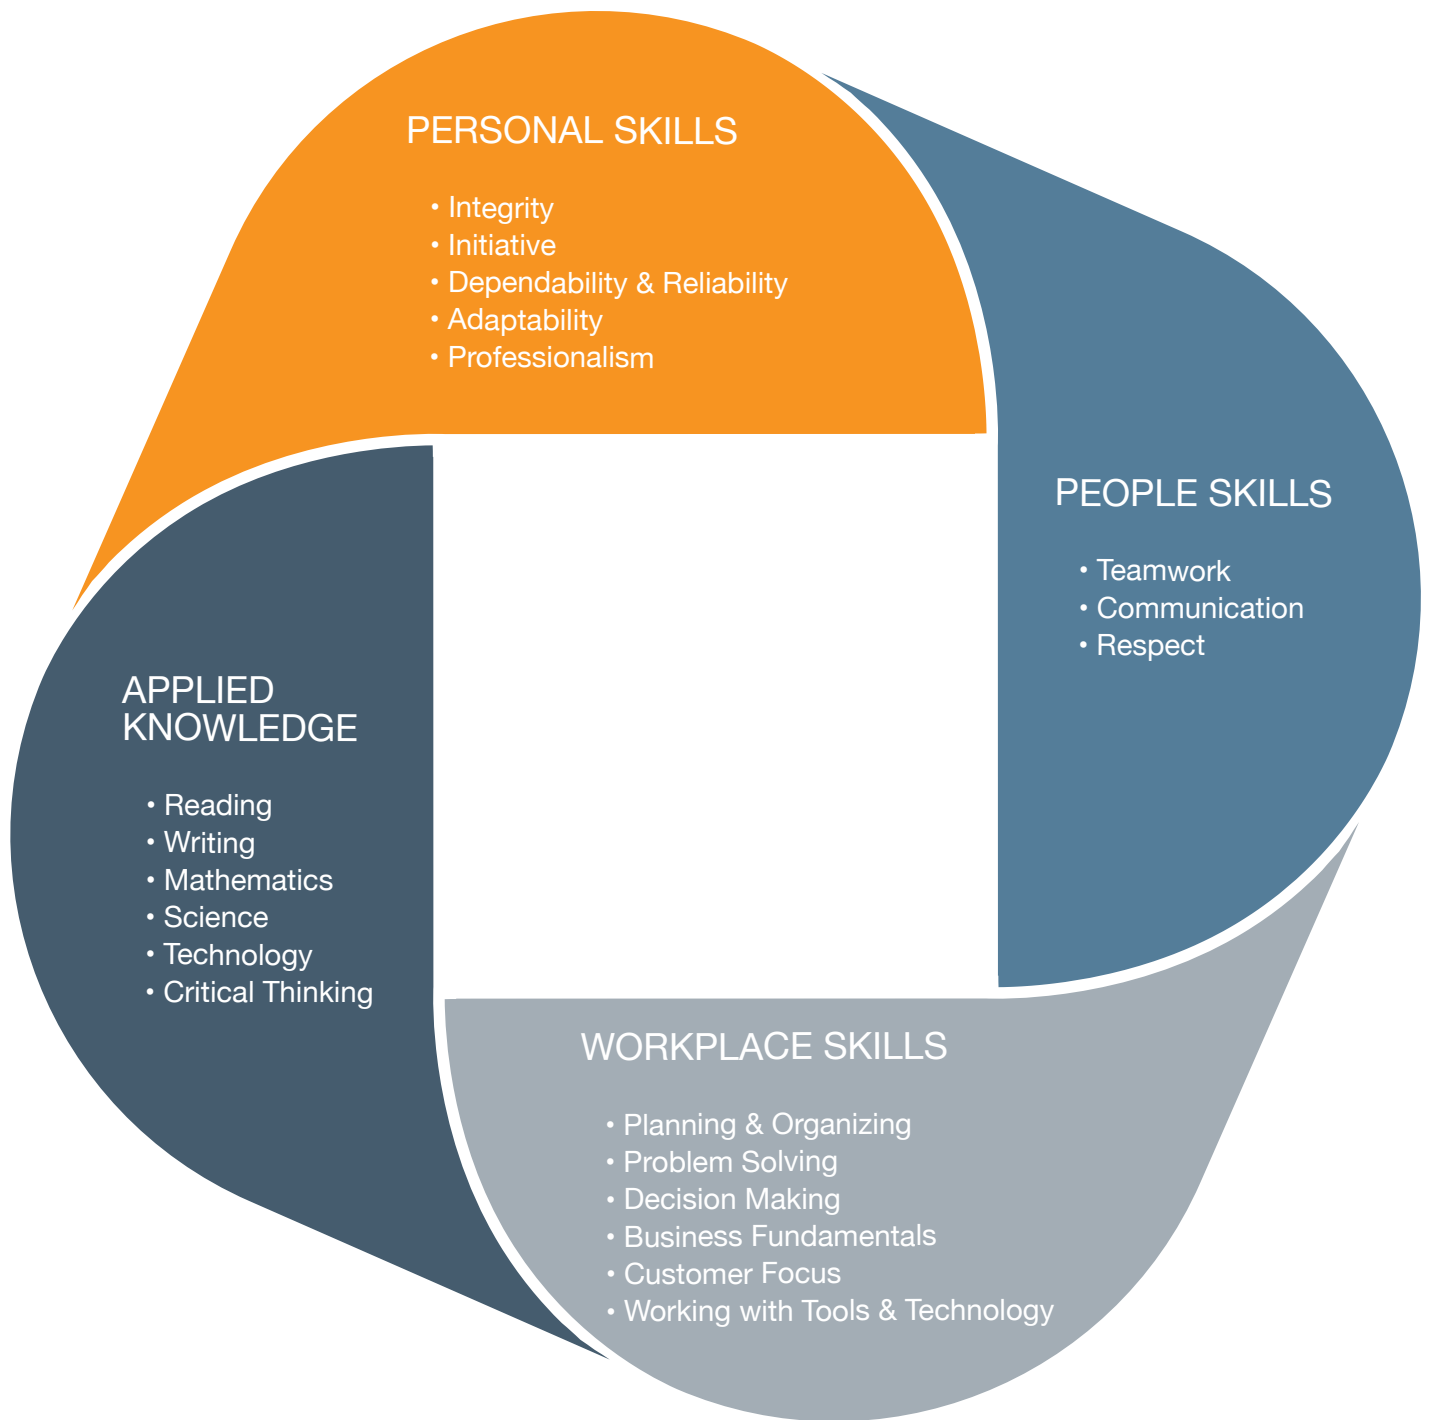 PERSONAL SKILLS
• Integrity
• Initiative
• Dependability & Reliability
• Adaptability
• Professionalism
PEOPLE SKILLS
• Teamwork
• Communication
• Respect
APPLIED
KNOWLEDGE
• Reading
• Writing
• Mathematics
• Science
• Technology
• Critical Thinking
WORKPLACE SKILLS
• Planning & Organizing
• Problem Solving
• Decision Making
• Business Fundamentals
• Customer Focus
• Working with Tools & Technology